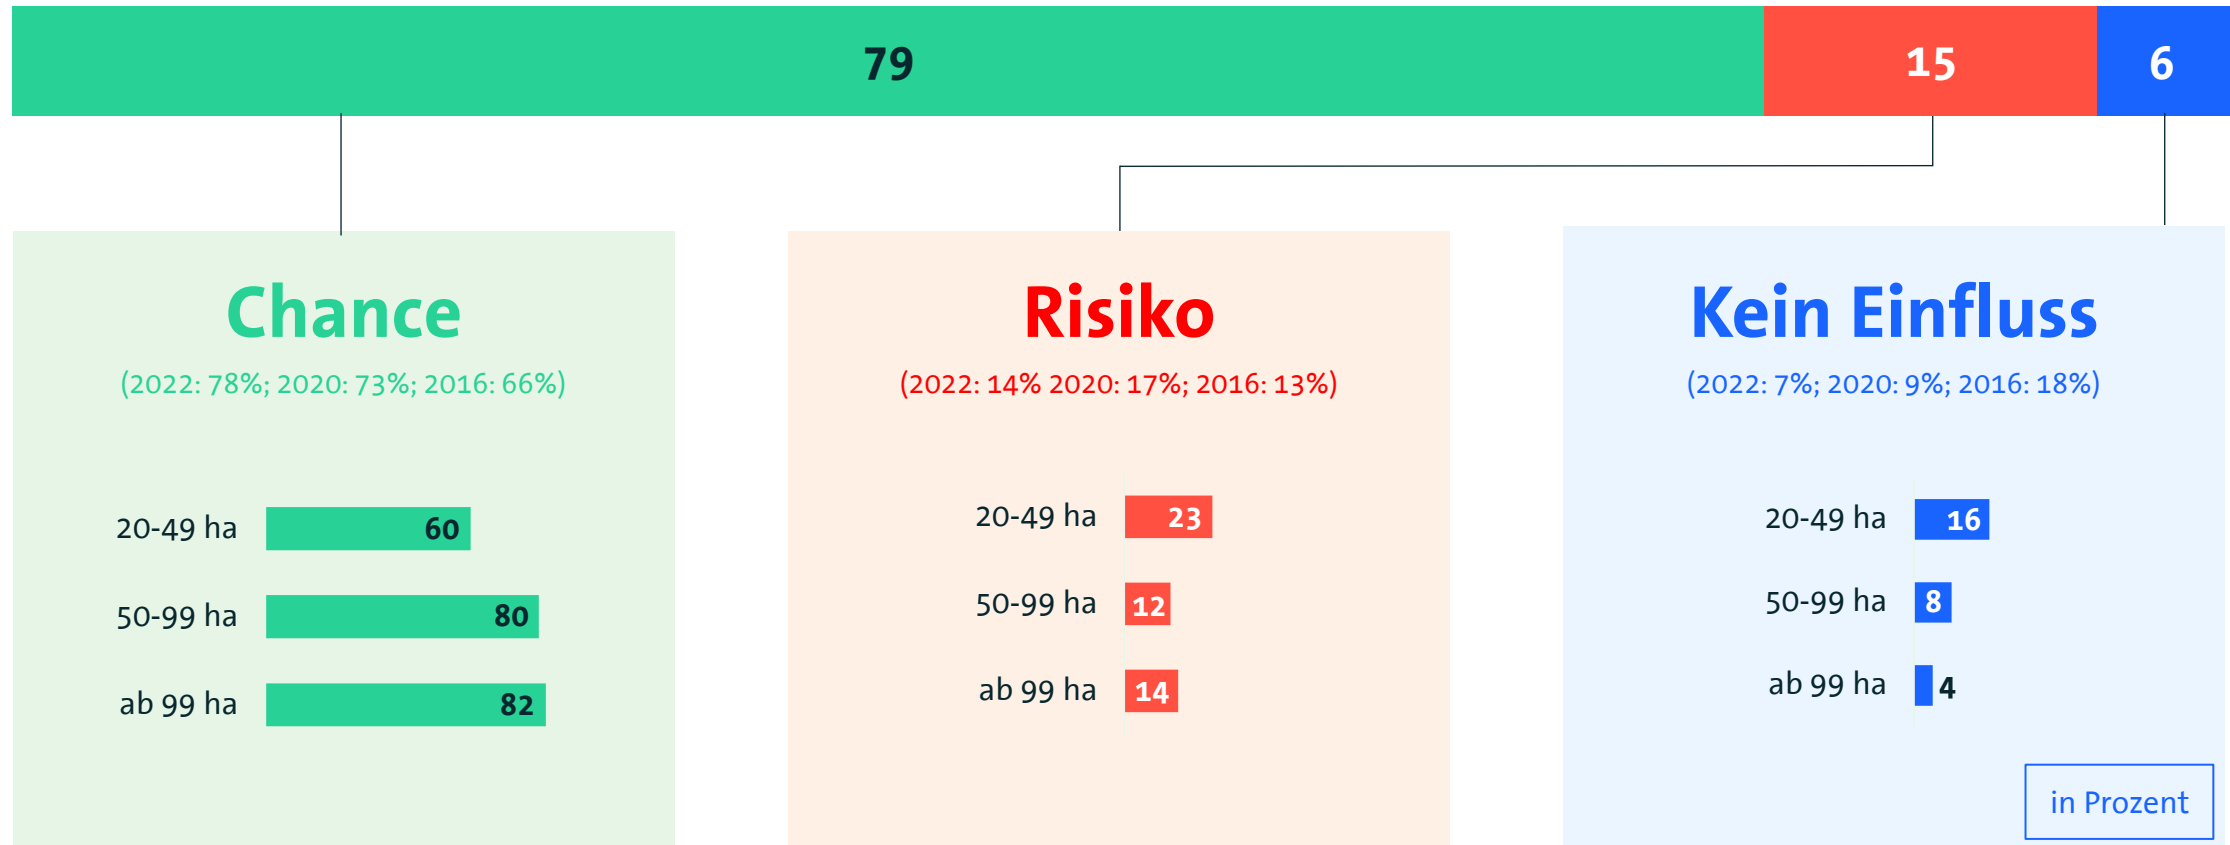 79
15
6
Chance
(2022: 78%; 2020: 73%; 2016: 66%)
20-49 ha
60
50-99 ha
80
ab 99 ha
82
Risiko
(2022: 14% 2020: 17%; 2016: 13%)
20-49 ha
23
50-99 ha
12
ab 99 ha
14
Kein Einfluss
(2022: 7%; 2020: 9%; 2016: 18%)
20-49 ha
16
50-99 ha
8
ab 99 ha
4
in Prozent